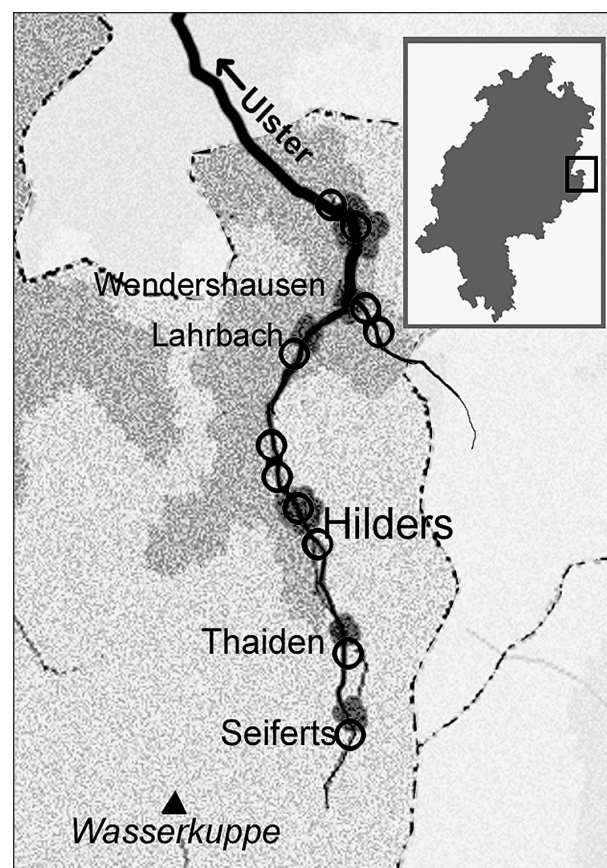 Ulster
Wendershausen
Lahrbach
Hilders
Thaiden
Seiferts
Wasserkuppe